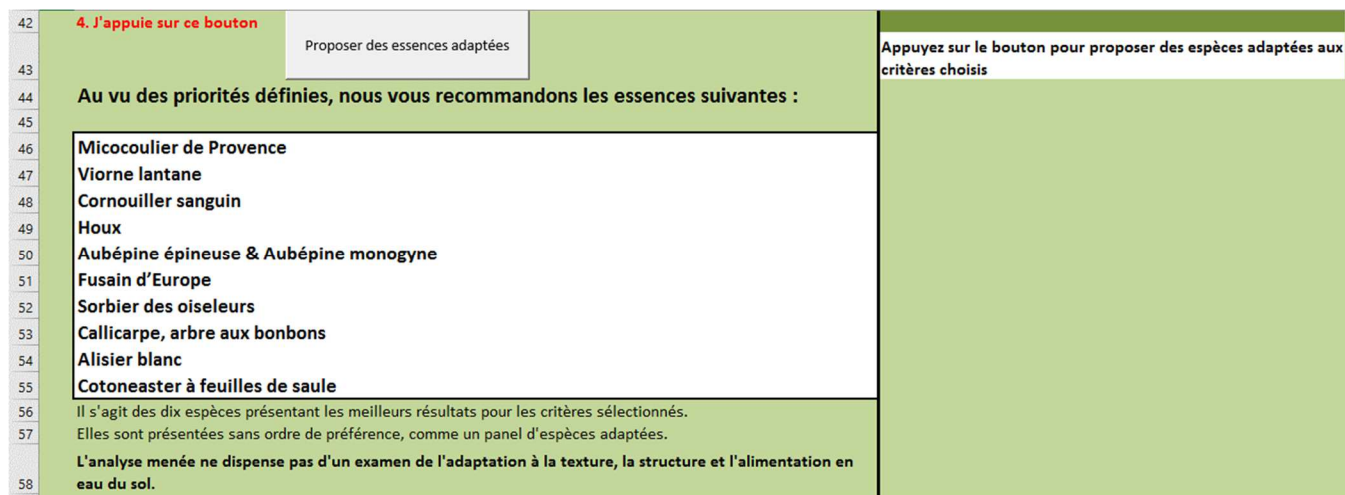 42
4. J'appuie sur ce bouton
Proposer des essences adaptées
Appuyez sur le bouton pour proposer des espèces adaptées aux
43
critères choisis
44
Au vu des priorités définies, nous vous recommandons les essences suivantes :
45
46
Micocoulier de Provence
47
Viorne lantane
48
Cornouiller sanguin
49
Houx
50
Aubépine épineuse & Aubépine monogyne
51
Fusain d’Europe
52
Sorbier des oiseleurs
53
Callicarpe, arbre aux bonbons
54
Alisier blanc
55
Cotoneaster à feuilles de saule
56
Il s'agit des dix espèces présentant les meilleurs résultats pour les critères sélectionnés.
57
Elles sont présentées sans ordre de préférence, comme un panel d'espèces adaptées.
L'analyse menée ne dispense pas d'un examen de l'adaptation à la texture, la structure et l'alimentation en
58
eau du sol.